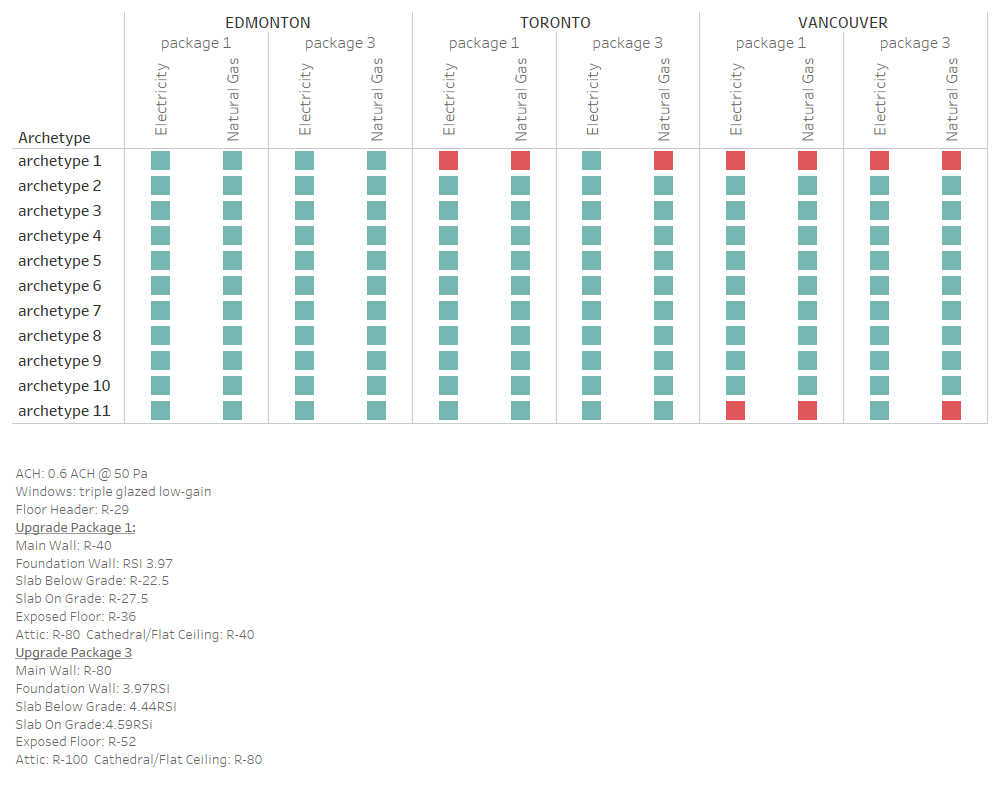 EDMONTON TORONTO VANCOUVER
package 1 package 3 package 1 package 3 package 1 package 3
Archetype Electricity Natural Gas Electricity Natural Gas Electricity Natural Gas Electricity Natural Gas Electricity Natural Gas Electricity Natural Gas
archetype 1
archetype 2
archetype 3
archetype 4
archetype 5
archetype 6
archetype 7
archetype 8
archetype 9
archetype 10
archetype 11
ACH: 0.6 ACH @ 50 Pa
Windows: triple glazed low-gain
Floor Header: R-29
Upgrade Package 1:
Main Wall: R-40
Foundation Wall: RSI 3.97
Slab Below Grade: R-22.5
Slab On Grade: R-27.5
Exposed Floor: R-36
Attic: R-80 Cathedral/Flat Ceiling: R-40
Upgrade Package 3
Main Wall: R-80
Foundation Wall: 3.97RSI
Slab Below Grade: 4.44RSI
Slab On Grade:4.59RSI
Exposed Floor: R-52
Attic: R-100 Cathedral/Flat Ceiling: R-80